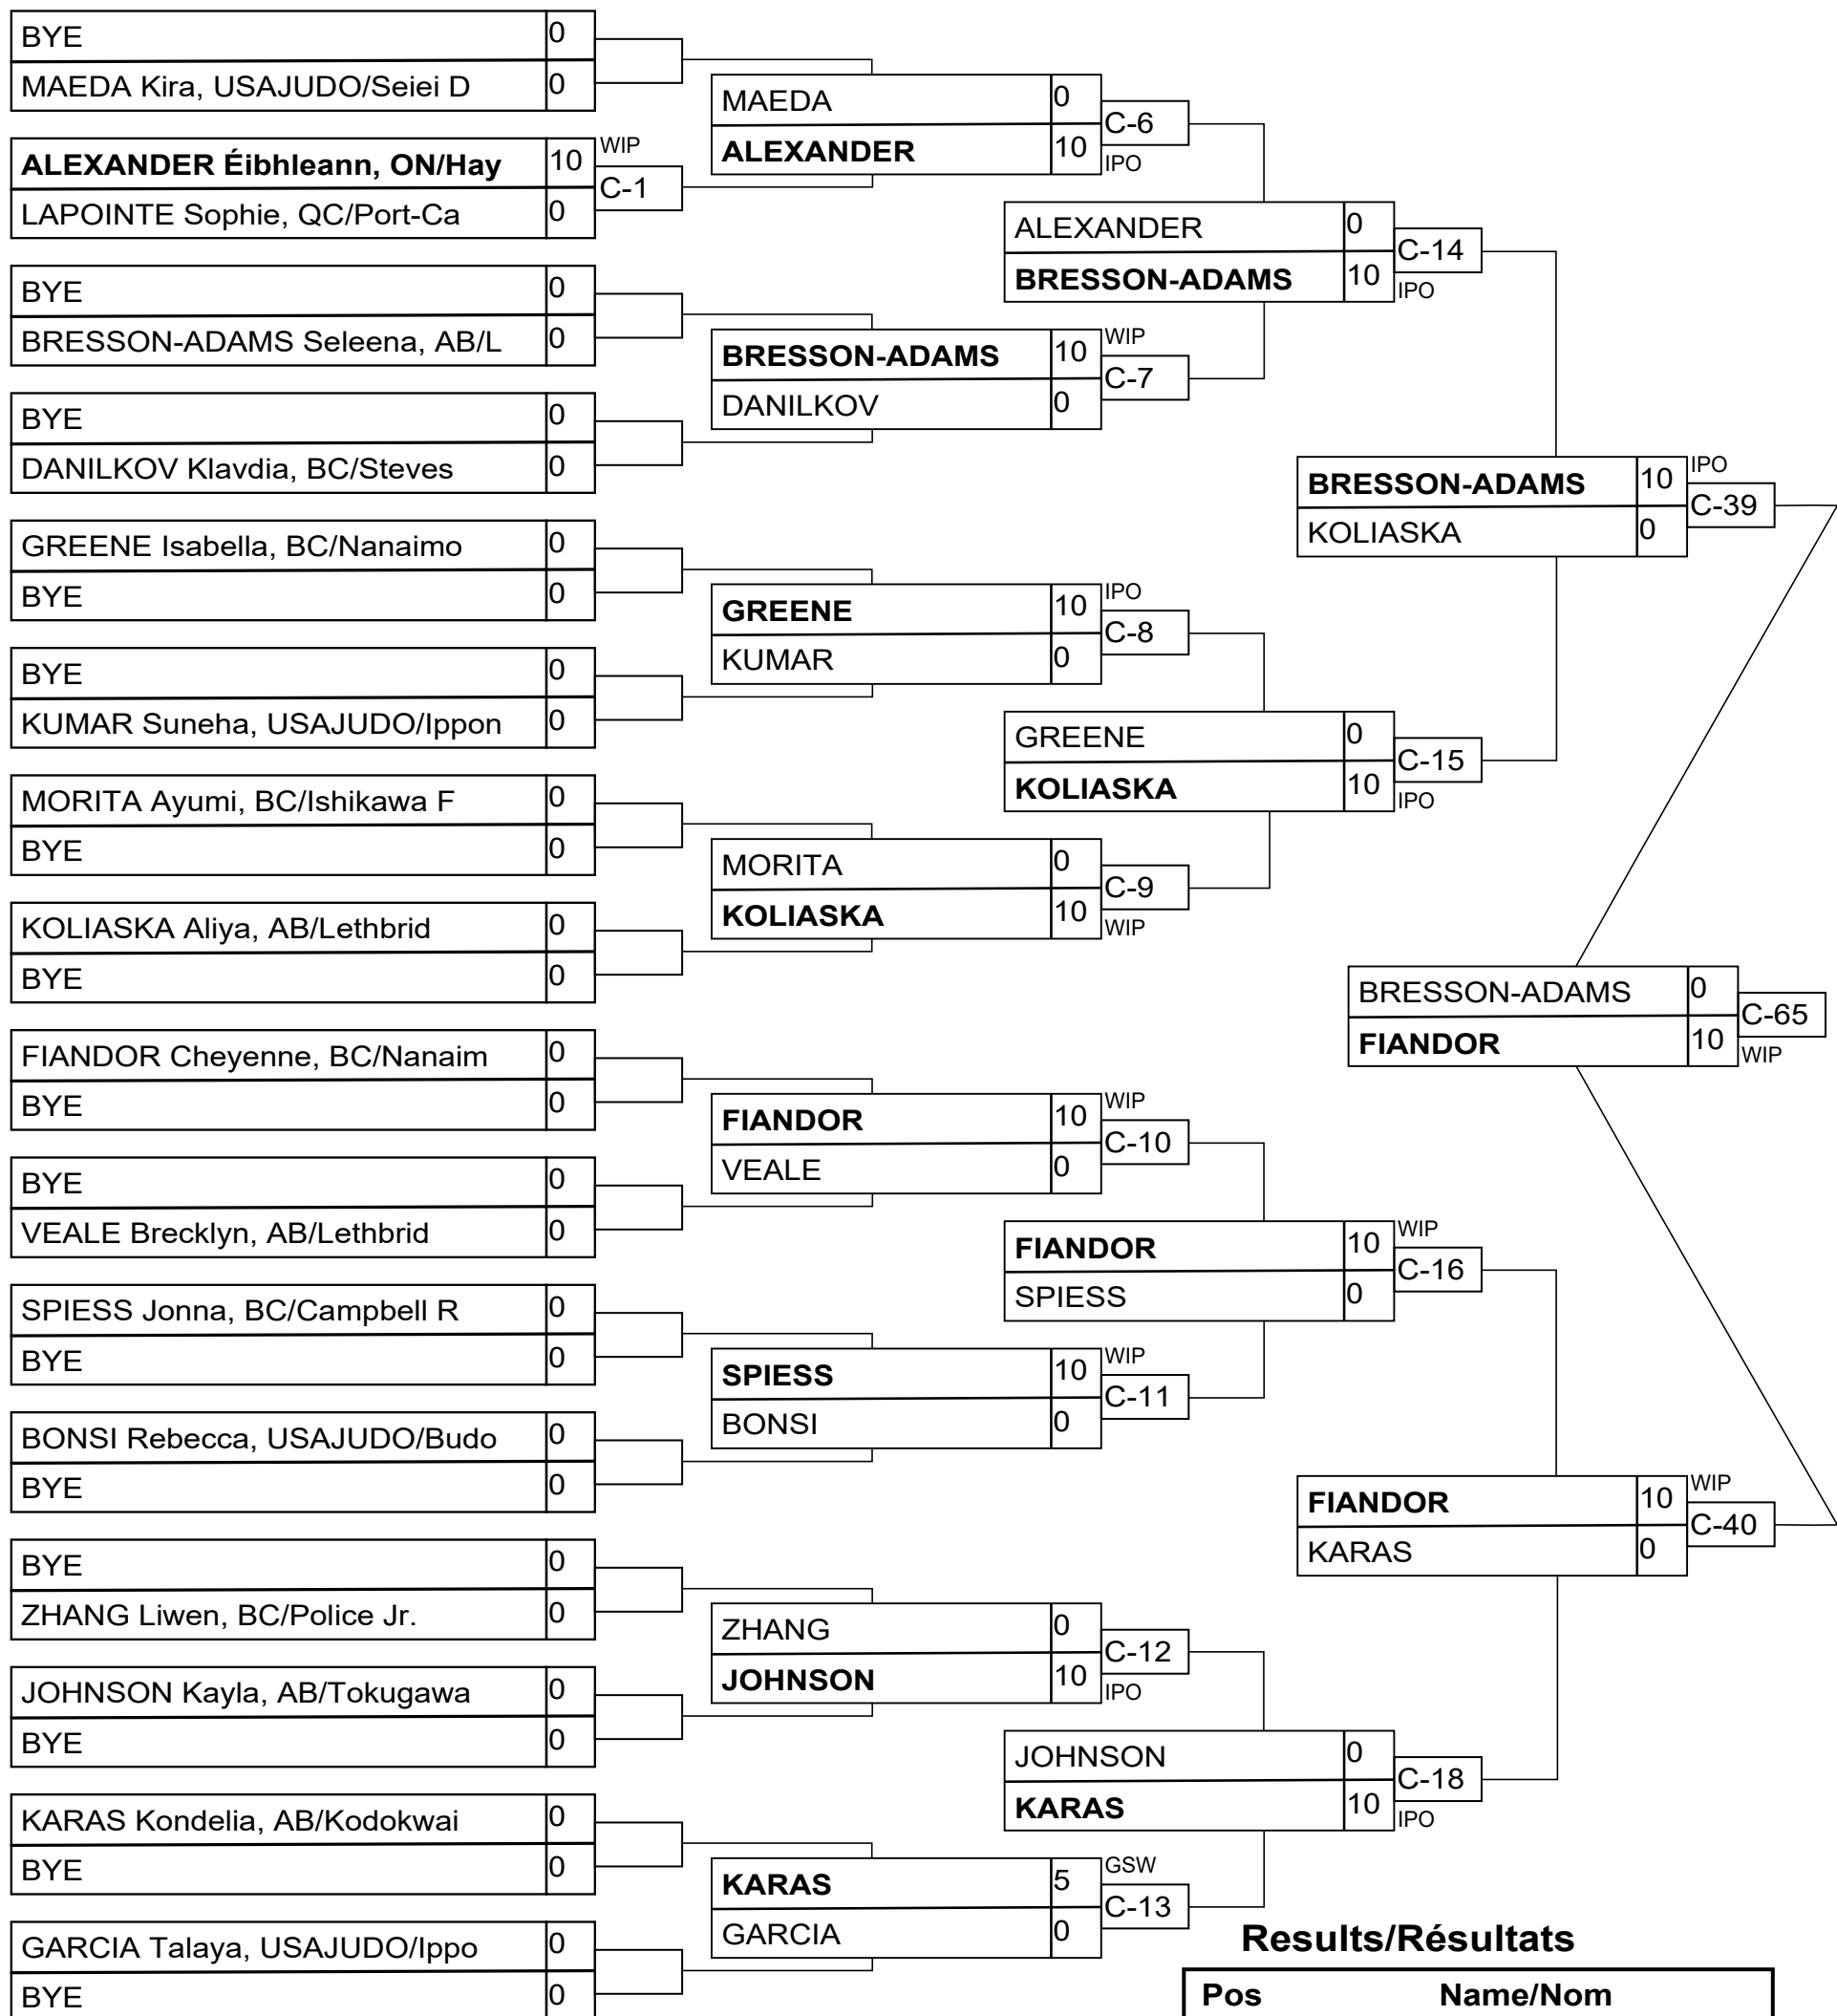 BYE 0
MAEDA Kira, USAJUDO/Seiei D 0
ALEXANDER Éibhleann, ON/Hay 10 WIP
C-1
LAPOINTE Sophie, QC/Port-Ca 0
BYE 0
BRESSON-ADAMS Seleena, AB/L 0
BYE 0
DANILKOV Klavdia, BC/Steves 0
GREENE Isabella, BC/Nanaimo 0
BYE 0
BYE 0
KUMAR Suneha, USAJUDO/Ippon 0
MORITA Ayumi, BC/Ishikawa F 0
BYE 0
KOLIASKA Aliya, AB/Lethbrid 0
BYE 0
FIANDOR Cheyenne, BC/Nanaim 0
BYE 0
BYE 0
VEALE Brecklyn, AB/Lethbrid 0
SPIESS Jonna, BC/Campbell R 0
BYE 0
BONSI Rebecca, USAJUDO/Budo 0
BYE 0
BYE 0
ZHANG Liwen, BC/Police Jr. 0
JOHNSON Kayla, AB/Tokugawa 0
BYE 0
KARAS Kondelia, AB/Kodokwai 0
BYE 0
GARCIA Talaya, USAJUDO/Ippo 0
BYE 0
MAEDA 0
C-6
ALEXANDER 10 IPO
BRESSON-ADAMS 10 WIP
C-7
DANILKOV 0
GREENE 10 IPO
C-8
KUMAR 0
MORITA 0
C-9
KOLIASKA 10 WIP
FIANDOR 10 WIP
C-10
VEALE 0
SPIESS 10 WIP
C-11
BONSI 0
ZHANG 0
C-12
JOHNSON 10 IPO
KARAS 5 GSW
C-13
GARCIA 0
ALEXANDER 0
C-14
BRESSON-ADAMS 10 IPO
GREENE 0
C-15
KOLIASKA 10 IPO
FIANDOR 10 WIP
C-16
SPIESS 0
JOHNSON 0
C-18
KARAS 10 IPO
BRESSON-ADAMS 10 IPO
C-39
KOLIASKA 0
FIANDOR 10 WIP
C-40
KARAS 0
BRESSON-ADAMS 0
C-65
FIANDOR 10 WIP
Results/Résultats
Pos Name/Nom